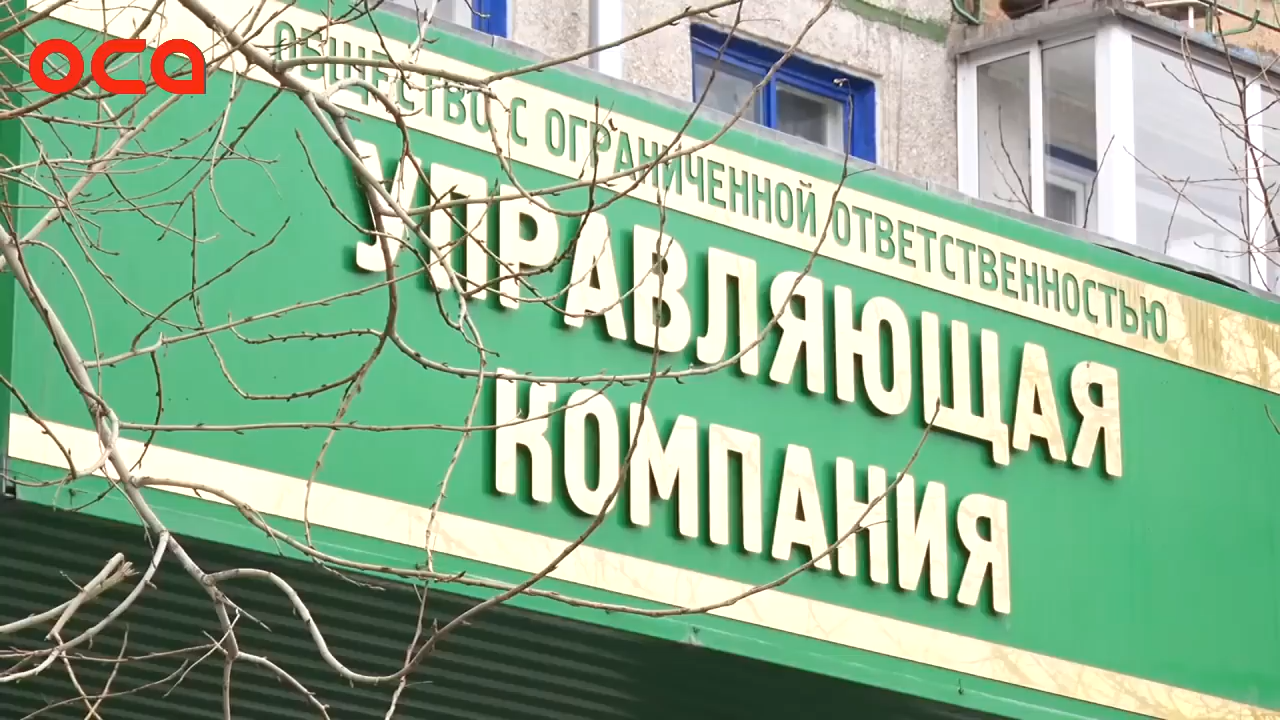 оса
ОБЩЕСТВО С ОГРАНИЧЕННОЙ ОТВЕТСТВЕННОСТЬЮ
УПРАВЛЯЮЩАЯ
КОМПАНИЯ